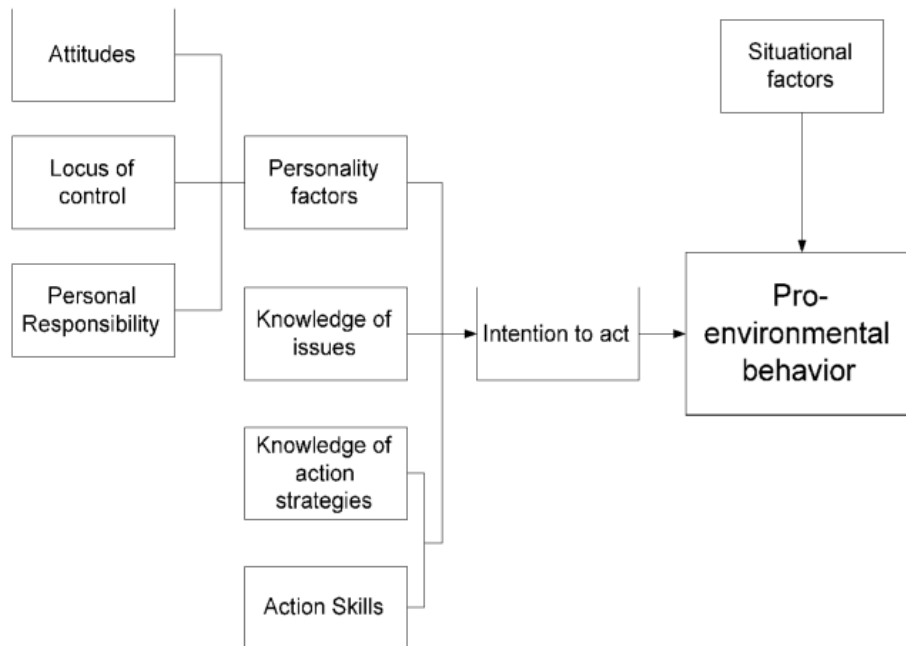 Attitudes
Locus of
control
Personal
Responsibility
Personality
factors
Knowledge of
issues
Knowledge of
action
strategies
Action Skills
Intention to act
Situational
factors
Pro-
environmental
behavior